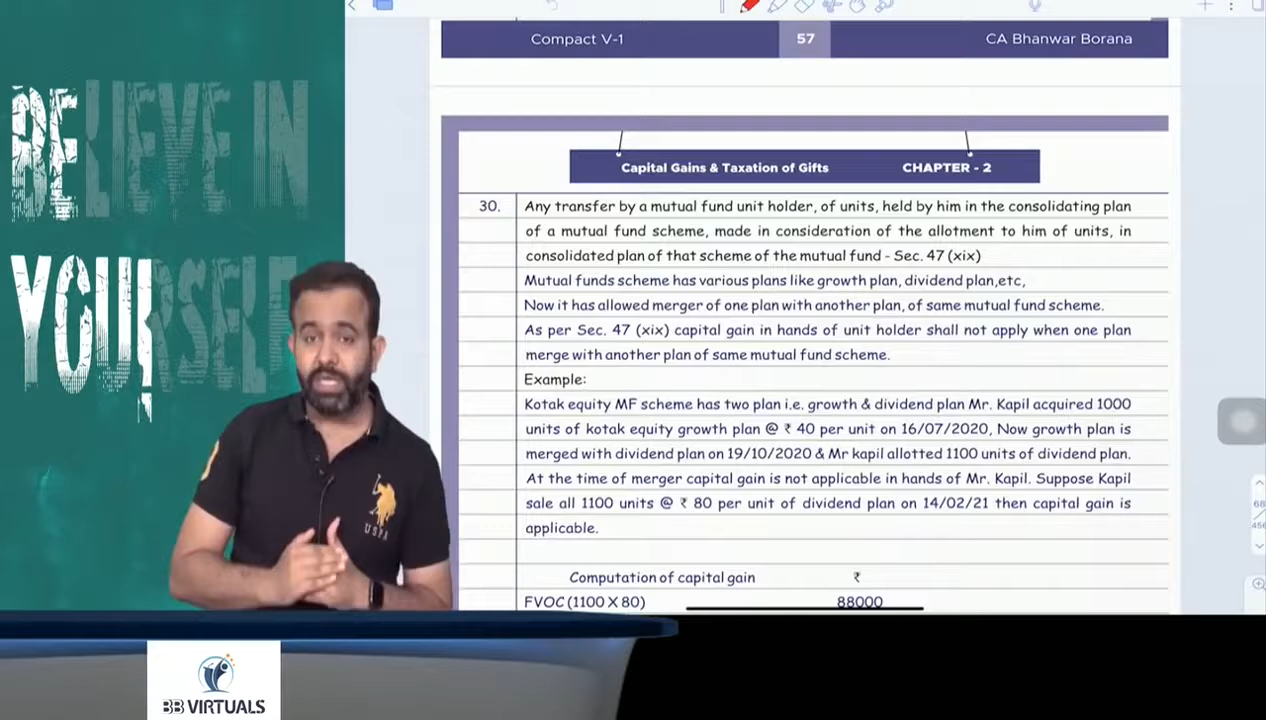 BELIEVE IN
YOURSELF
Compact V-1 57 CA Bhanwar Borana
Capital Gains & Taxation of Gifts CHAPTER - 2
30. Any transfer by a mutual fund unit holder, of units, held by him in the consolidating plan
of a mutual fund scheme, made in consideration of the allotment to him of units, in
consolidated plan of that scheme of the mutual fund - Sec. 47 (xix)
Mutual funds scheme has various plans like growth plan, dividend plan,etc,
Now it has allowed merger of one plan with another plan, of same mutual fund scheme.
As per Sec. 47 (xix) capital gain in hands of unit holder shall not apply when one plan
merge with another plan of same mutual fund scheme.
Example:
Kotak equity MF scheme has two plan i.e. growth & dividend plan Mr. Kapil acquired 1000
units of kotak equity growth plan @ ₹ 40 per unit on 16/07/2020, Now growth plan is
merged with dividend plan on 19/10/2020 & Mr kapil allotted 1100 units of dividend plan.
At the time of merger capital gain is not applicable in hands of Mr. Kapil. Suppose Kapil
sale all 1100 units @ ₹ 80 per unit of dividend plan on 14/02/21 then capital gain is
applicable.
Computation of capital gain ₹
FVOC (1100 X 80) 88000
USPA
68
456
BB VIRTUALS